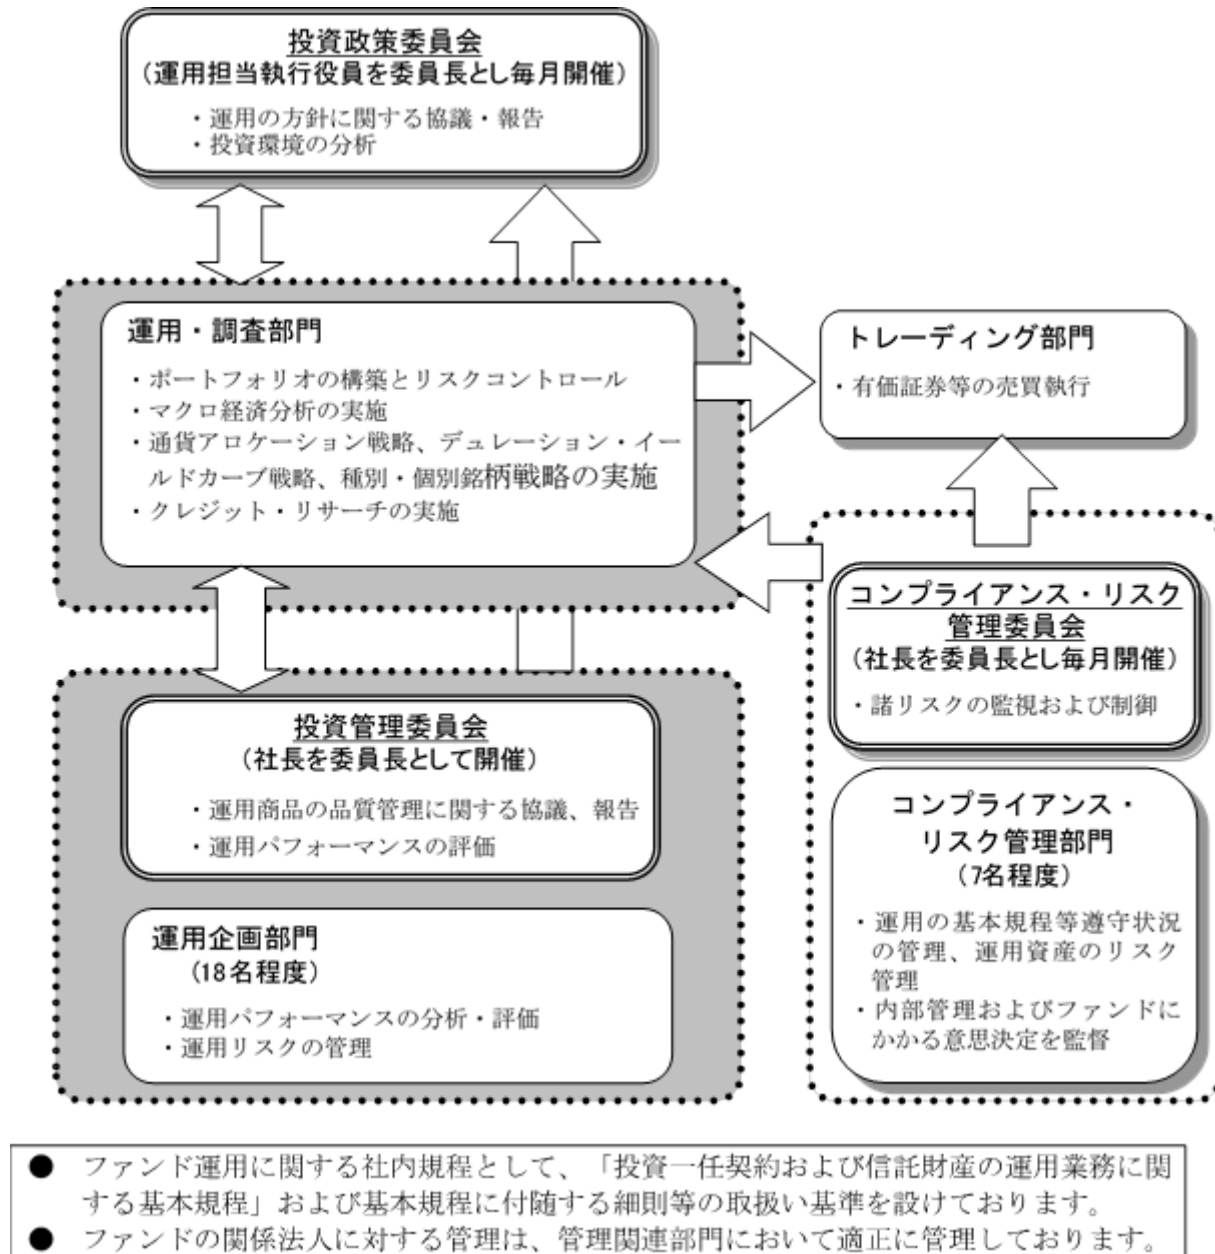 投資政策委員会
（運用担当執行役員を委員長とし毎月開催）
・運用の方針に関する協議・報告
・投資環境の分析
運用・調査部門
・ポートフォリオの構築とリスクコントロール
・マクロ経済分析の実施
・通貨アロケーション戦略、デュレーション・イー
ルドカーブ戦略、種別・個別銘柄戦略の実施
・クレジット・リサーチの実施
トレーディング部門
・有価証券等の売買執行
投資管理委員会
（社長を委員長として開催）
・運用商品の品質管理に関する協議、報告
・運用パフォーマンスの評価
運用企画部門
（18名程度）
・運用パフォーマンスの分析・評価
・運用リスクの管理
コンプライアンス・リスク
管理委員会
（社長を委員長とし毎月開催）
・諸リスクの監視および制御
コンプライアンス・
リスク管理部門
（7名程度）
・運用の基本規程等遵守状況
の管理、運用資産のリスク
管理
・内部管理およびファンドに
かかる意思決定を監督
● ファンド運用に関する社内規程として、「投資一任契約および信託財産の運用業務に関
する基本規程」および基本規程に付随する細則等の取扱い基準を設けております。
● ファンドの関係法人に対する管理は、管理関連部門において適正に管理しております。